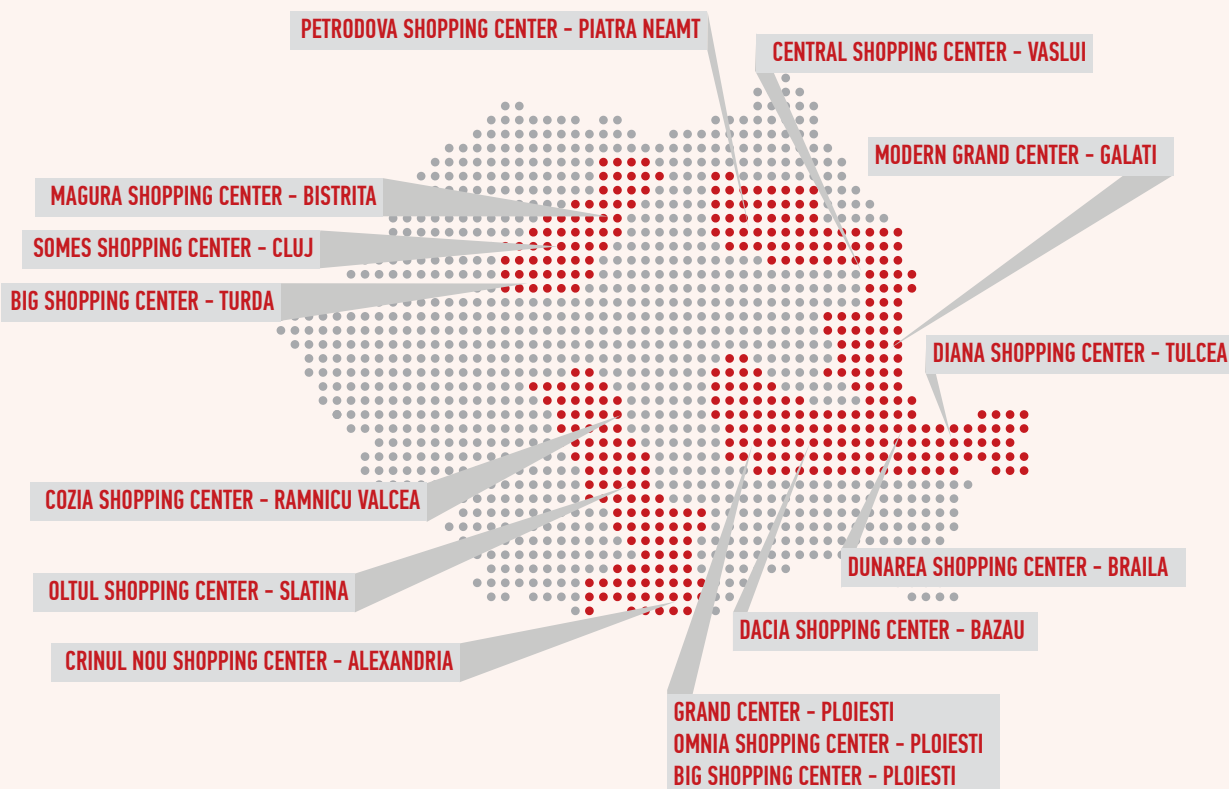 PETRODOVA SHOPPING CENTER - PIATRA NEAMT
CENTRAL SHOPPING CENTER - VASLUI
MODERN GRAND CENTER - GALATI
MAGURA SHOPPING CENTER - BISTRITA
SOMES SHOPPING CENTER - CLUJ
BIG SHOPPING CENTER - TURDA
DIANA SHOPPING CENTER - TULCEA
COZIA SHOPPING CENTER - RAMNICU VALCEA
DUNAREA SHOPPING CENTER - BRAILA
OLTUL SHOPPING CENTER - SLATINA
DACIA SHOPPING CENTER - BAZAU
CRINUL NOU SHOPPING CENTER - ALEXANDRIA
GRAND CENTER - PLOIESTI
OMNIA SHOPPING CENTER - PLOIESTI
BIG SHOPPING CENTER - PLOIESTI